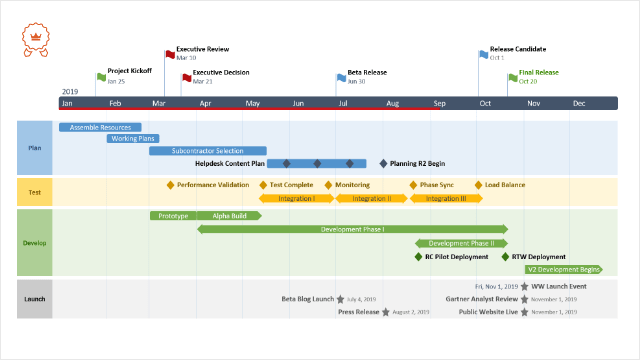 Executive Review
Mar 10
Release Candidate
Oct 1
Project Kickoff
Jan 25
Executive Decision
Mar 21
Beta Release
Jun 30
Final Release
Oct 20
2019
Jan Feb Mar Apr May Jun Jul Aug Sep Oct Nov Dec
Plan
Assemble Resources
Working Plans
Subcontractor Selection
Helpdesk Content Plan Planning R2 Begin
Test
Performance Validation Test Complete Monitoring Phase Sync Load Balance
Integration I Integration II Integration III
Develop
Prototype Alpha Build
Development Phase I
Development Phase II
RC Pilot Deployment RTW Deployment
V2 Development Begins
Launch
Fri, Nov 1, 2019 WW Launch Event
Beta Blog Launch July 4, 2019 Gartner Analyst Review November 1, 2019
Press Release August 2, 2019 Public Website Live November 1, 2019